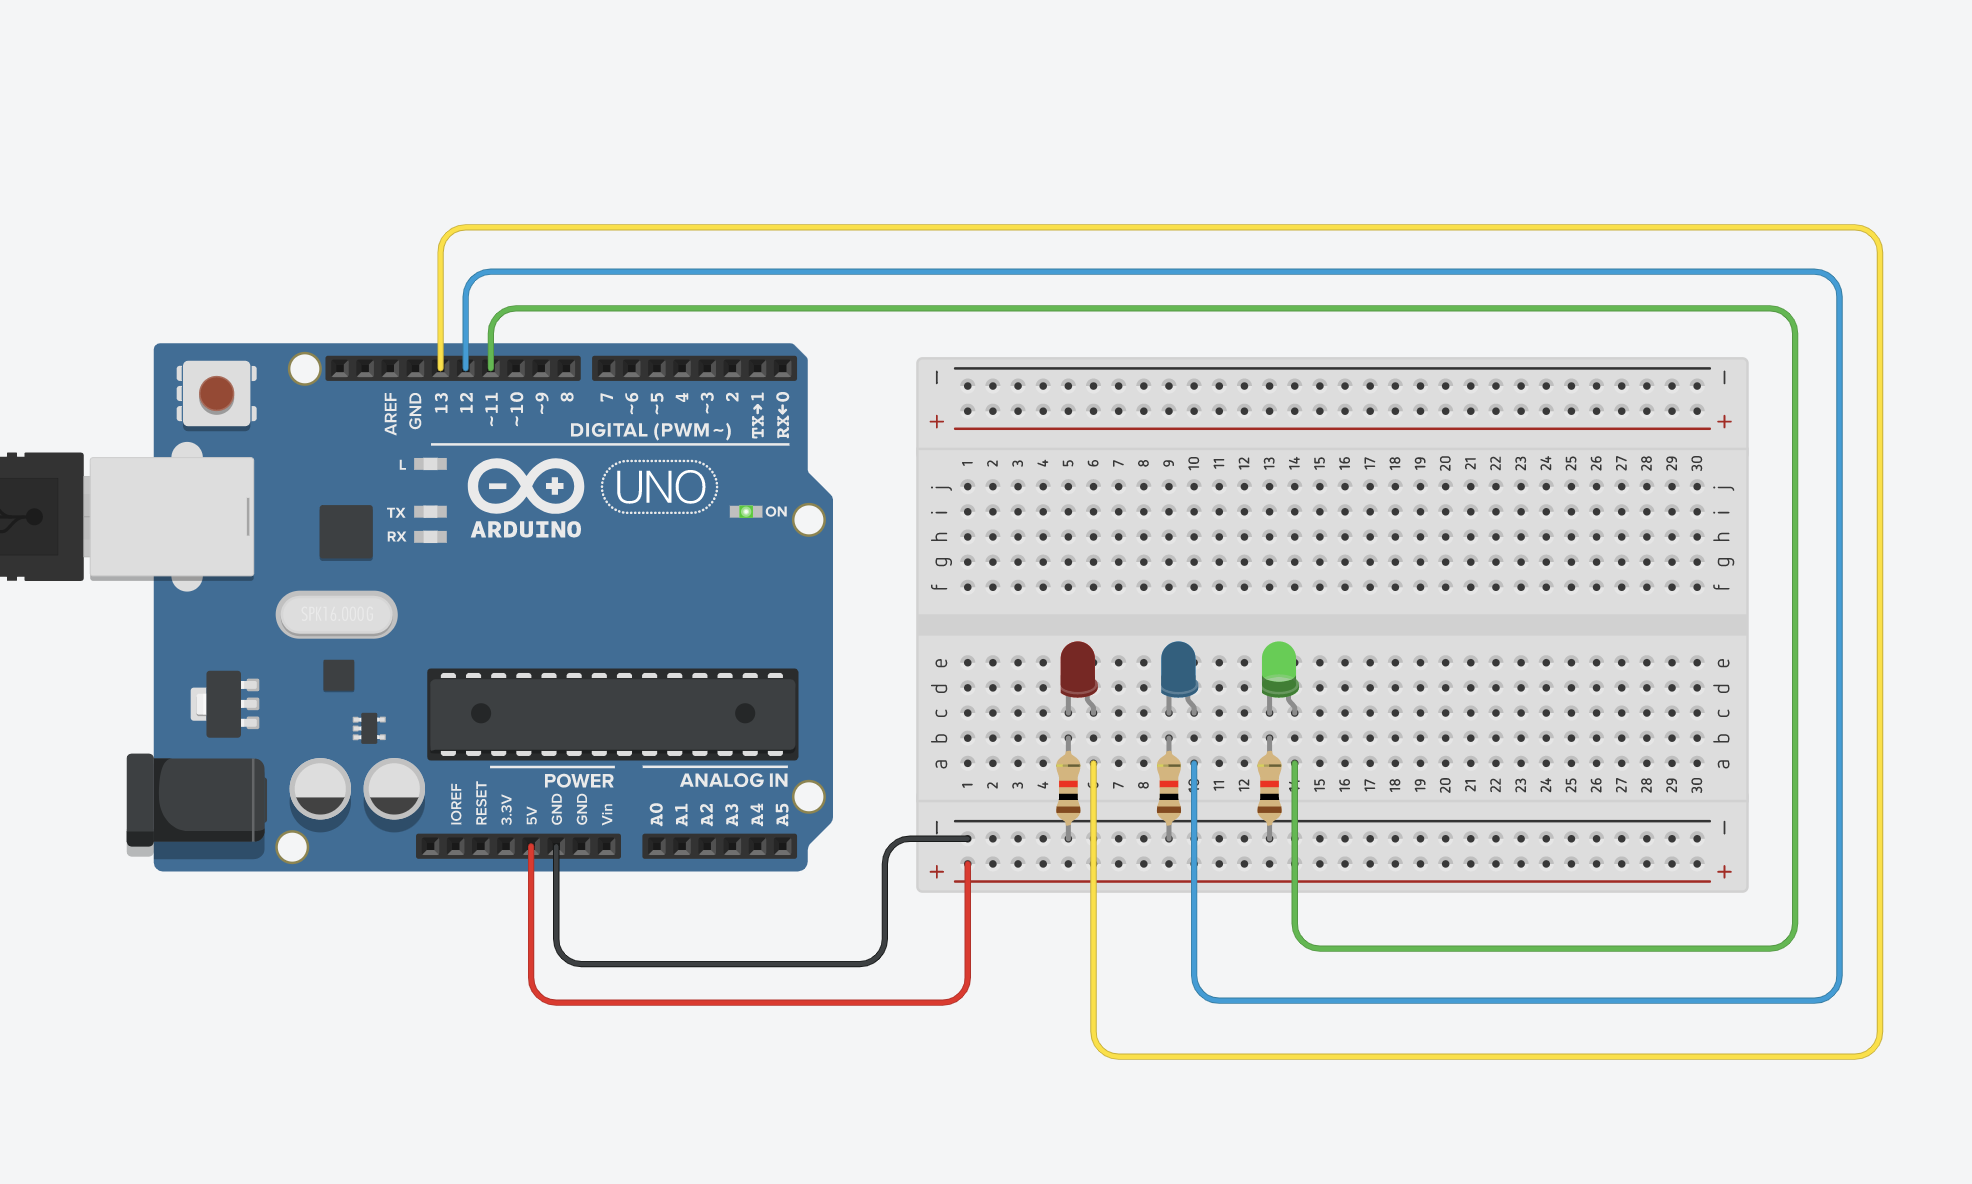 AREF GND 13 12 ~11 ~10 ~9 8 7 ~6 ~5 4 ~3 2 TX→1 RX←0
DIGITAL (PWM~)
L
TX
RX
UNO
ON
ARDUINO
SPK16.000G
POWER
ANALOG IN
IOREF RESET 3.3V 5V GND GND Vin A0 A1 A2 A3 A4 A5
− −
+ +
1 2 3 4 5 6 7 8 9 10 11 12 13 14 15 16 17 18 19 20 21 22 23 24 25 26 27 28 29 30
j j
i i
h h
g g
f f
e e
d d
c c
b b
a a
1 2 3 4 6 7 8 10 11 12 14 15 16 17 18 19 20 21 22 23 24 25 26 27 28 29 30
− −
+ +